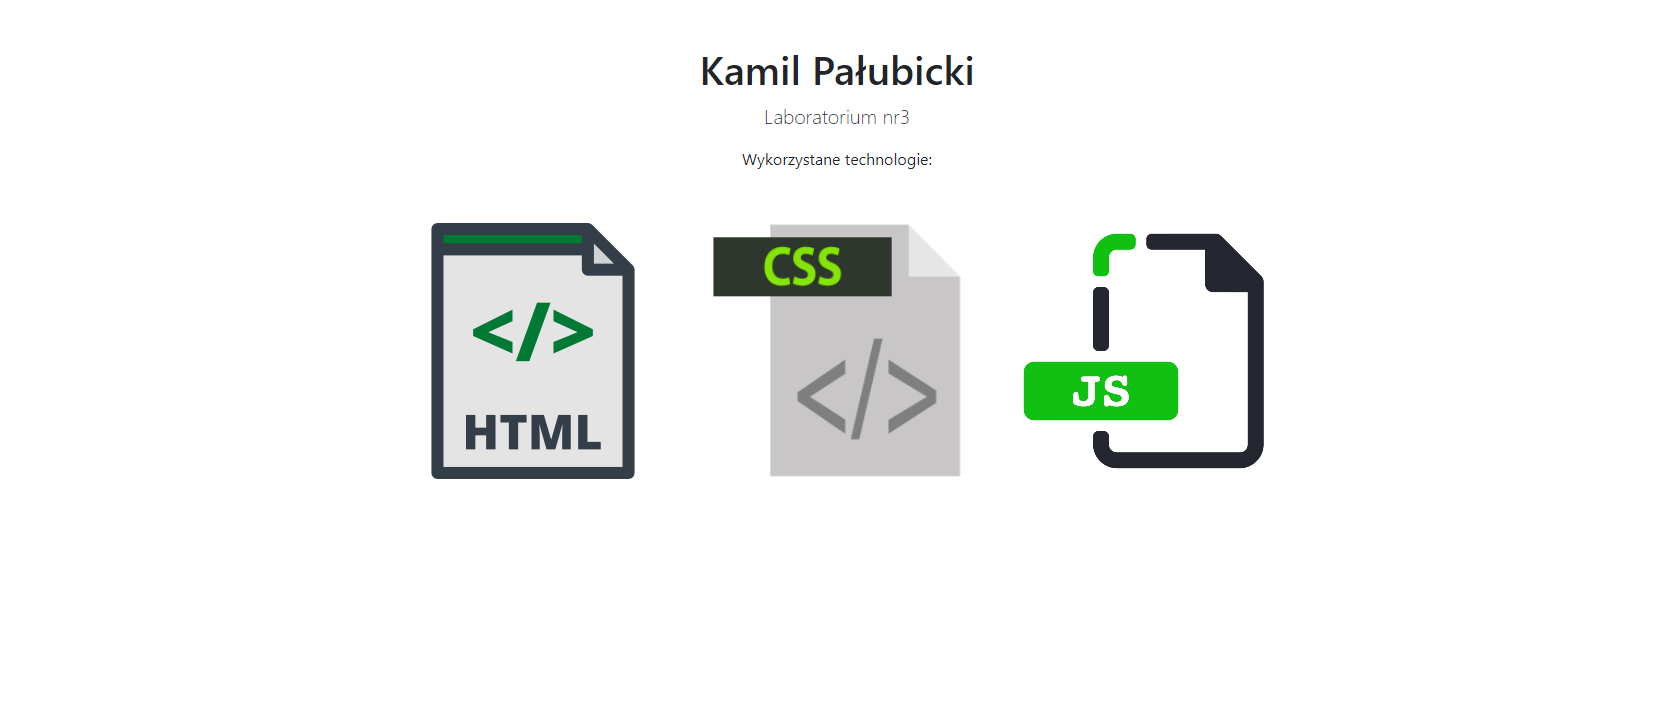 Kamil Pałubicki
Laboratorium nr3
Wykorzystane technologie:
</>
HTML
CSS
</>
JS